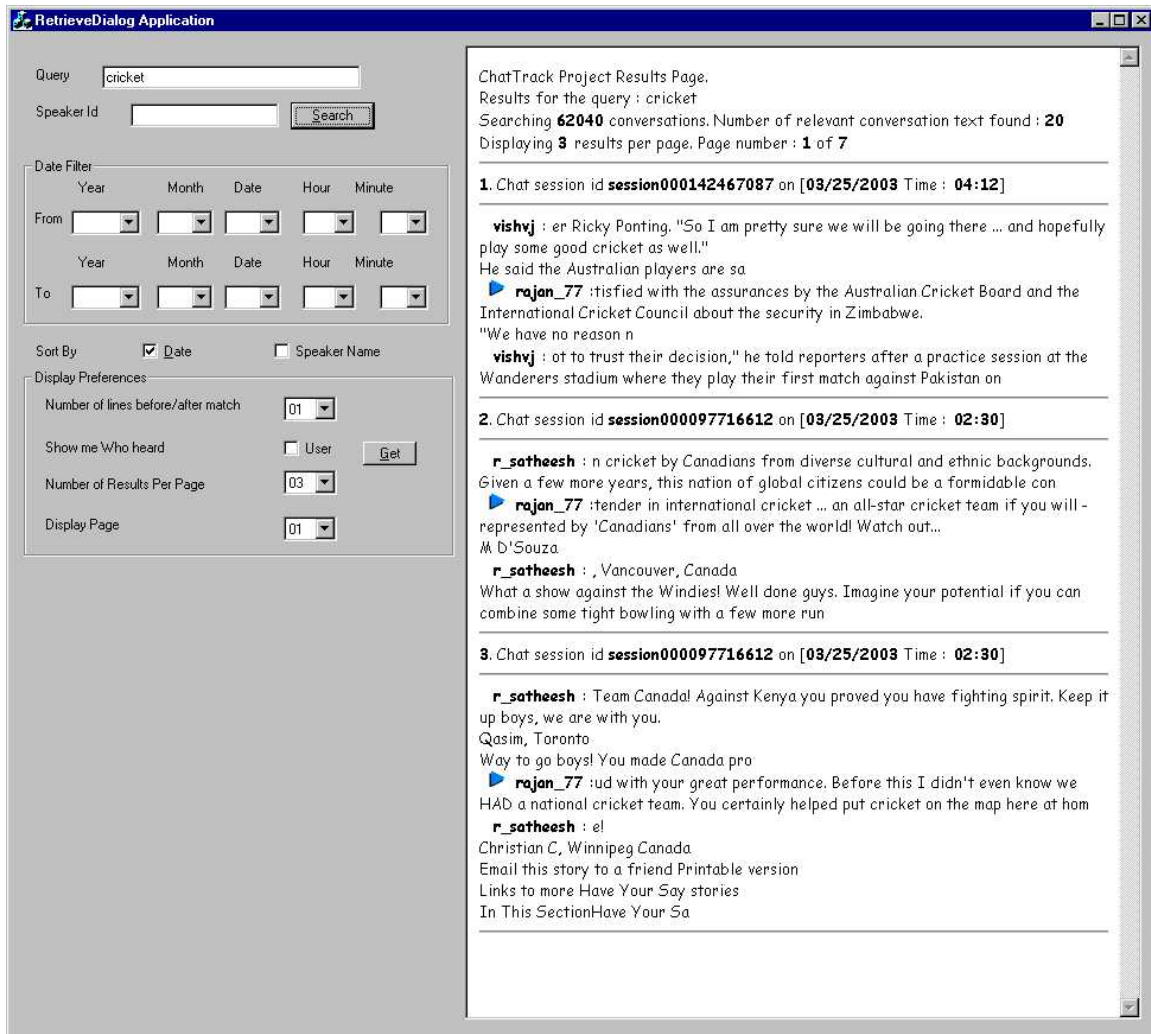 RetrieveDialog Application
Query cricket
Speaker Id Search
Date Filter
Year Month Date Hour Minute
From
Year Month Date Hour Minute
To
Sort By Date Speaker Name
Display Preferences
Number of lines before/after match 01
Show me Who heard User Get
Number of Results Per Page 03
Display Page 01
ChatTrack Project Results Page.
Results for the query : cricket
Searching 62040 conversations. Number of relevant conversation text found : 20
Displaying 3 results per page. Page number : 1 of 7
1. Chat session id session000142467087 on [03/25/2003 Time : 04:12]
vishvj : er Ricky Ponting. "So I am pretty sure we will be going there ... and hopefully
play some good cricket as well."
He said the Australian players are sa
rajan_77 :tisfied with the assurances by the Australian Cricket Board and the
International Cricket Council about the security in Zimbabwe.
"We have no reason n
vishvj : ot to trust their decision," he told reporters after a practice session at the
Wanderers stadium where they play their first match against Pakistan on
2. Chat session id session000097716612 on [03/25/2003 Time : 02:30]
r_satheesh : n cricket by Canadians from diverse cultural and ethnic backgrounds.
Given a few more years, this nation of global citizens could be a formidable con
rajan_77 :tender in international cricket ... an all-star cricket team if you will -
represented by 'Canadians' from all over the world! Watch out...
M D'Souza
r_satheesh : , Vancouver, Canada
What a show against the Windies! Well done guys. Imagine your potential if you can
combine some tight bowling with a few more run
3. Chat session id session000097716612 on [03/25/2003 Time : 02:30]
r_satheesh : Team Canada! Against Kenya you proved you have fighting spirit. Keep it
up boys, we are with you.
Qasim, Toronto
Way to go boys! You made Canada pro
rajan_77 :ud with your great performance. Before this I didn't even know we
HAD a national cricket team. You certainly helped put cricket on the map here at hom
r_satheesh : e!
Christian C, Winnipeg Canada
Email this story to a friend Printable version
Links to more Have Your Say stories
In This SectionHave Your Sa